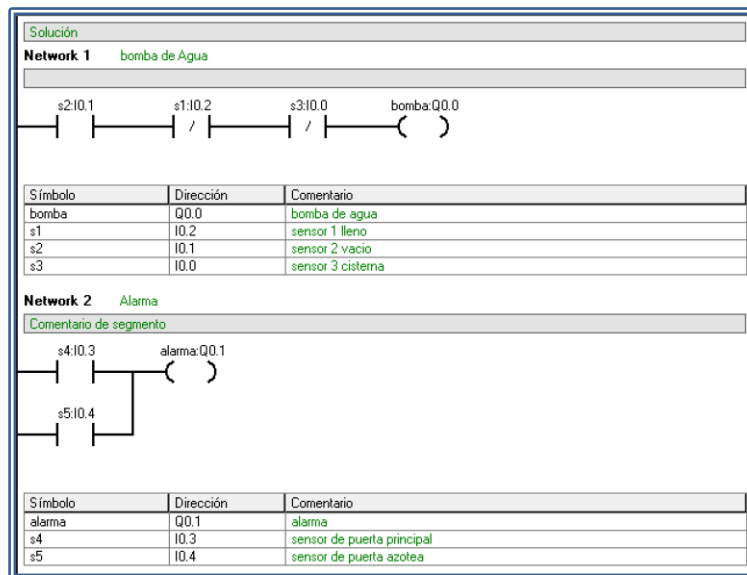 Solución
Network 1 bomba de Agua
s2:I0.1 s1:I0.2 s3:I0.0 bomba:Q0.0
Símbolo Dirección Comentario
bomba Q0.0 bomba de agua
s1 I0.2 sensor 1 lleno
s2 I0.1 sensor 2 vacio
s3 I0.0 sensor 3 cisterna
Network 2 Alarma
Comentario de segmento
s4:I0.3 alarma:Q0.1
s5:I0.4
Símbolo Dirección Comentario
alarma Q0.1 alarma
s4 I0.3 sensor de puerta principal
s5 I0.4 sensor de puerta azotea